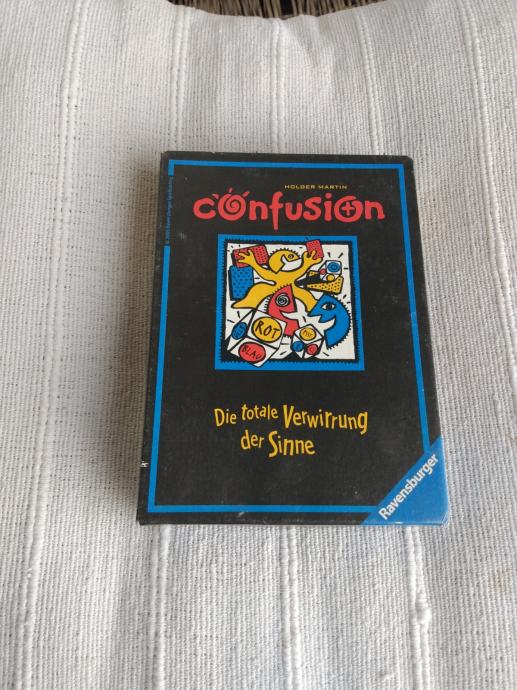 HOLGER MARTIN
confusion
ROT
BLAU
Die totale Verwirrung
der Sinne
Ravensburger